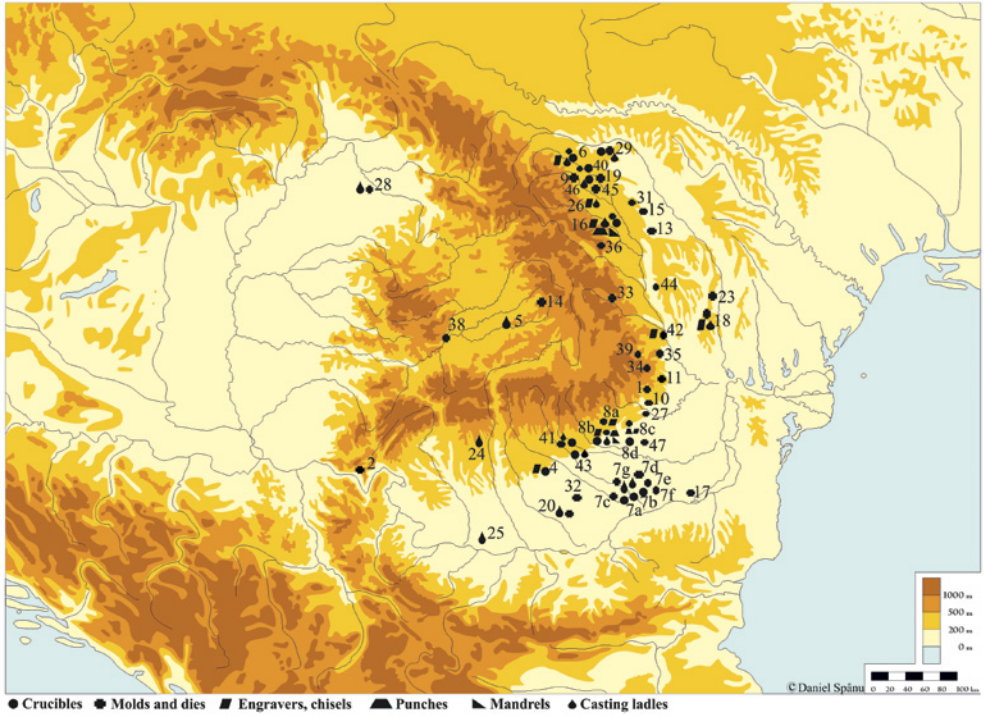 6 29
40
9 19
28
46 45
26 31
15
16 13
36
44
14 33 23
5 18
38 42
39 35
34
11
1
10
8a 27
8b 8c
41 47
24 8d
43
2 4 7g 7d
7e
32 7c 7b 7f 17
20 7a
25
1000 m
500 m
200 m
0 m
© Daniel Spânu
0 20 40 60 80 100 km
Crucibles Molds and dies Engravers, chisels Punches Mandrels Casting ladles